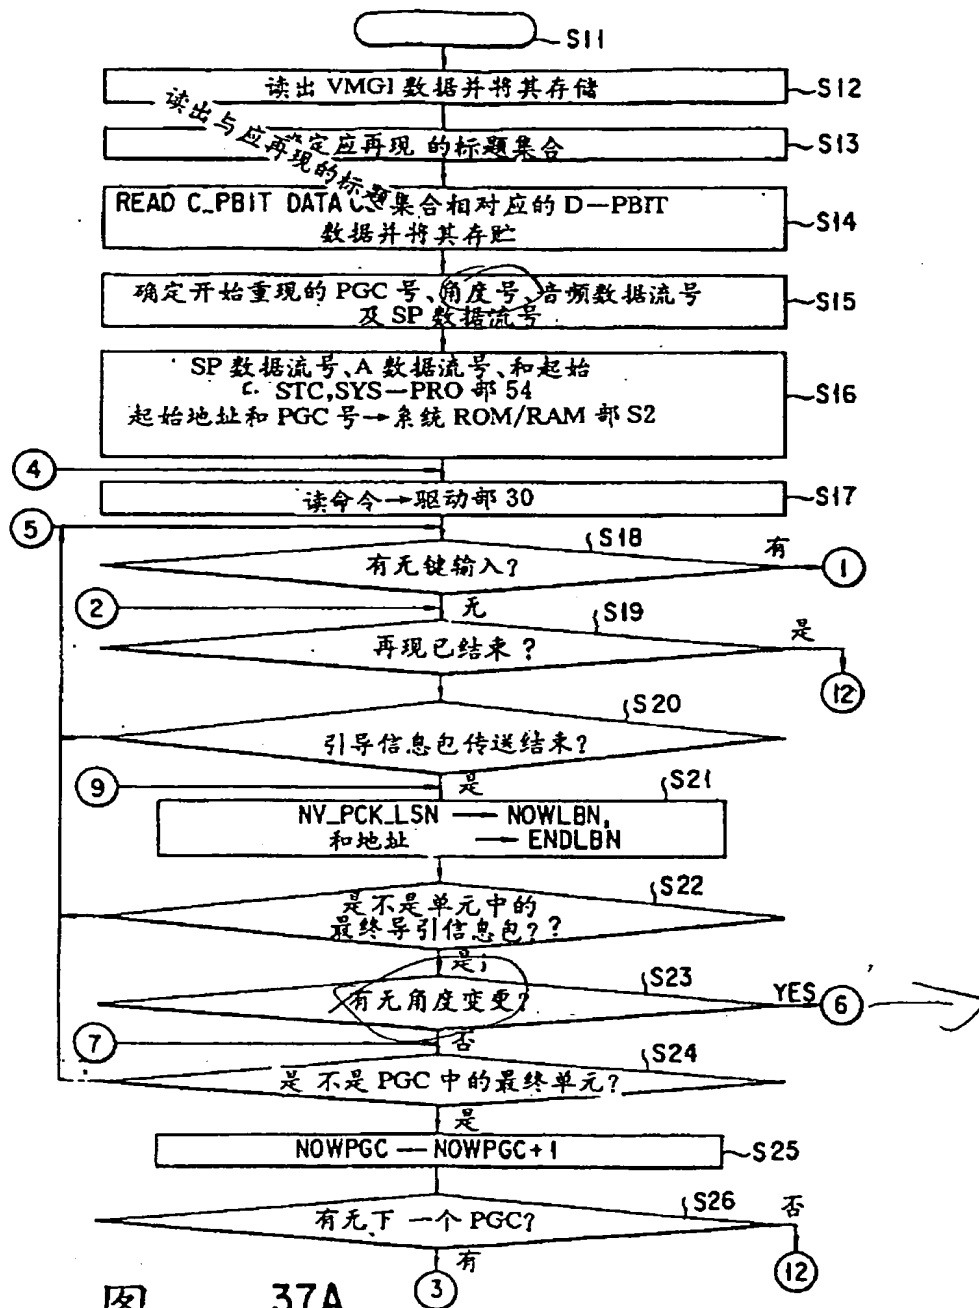 S11
读出 VMGI 数据并将其存储
S12
读出与应再现的标题
定应再现 的标题集合
S13
READ C_PBIT DATA
集合相对应的 D—PBIT
数据并将其存贮
S14
确定开始重现的 PGC 号、角度号、音频数据流号
及 SP 数据流号
S15
SP 数据流号、A 数据流号、和起始
STC,SYS—PRO 部 54
起始地址和 PGC 号→系统 ROM/RAM 部 S2
S16
4
读命令→驱动部 30
S17
5
S18
有无键输入?
有
1
2
无
S19
再现已结束?
是
12
S20
引导信息包传送结束?
9
是
S21
NV_PCK_LSN → NOWLBN,
和地址 → ENDLBN
S22
是不是单元中的
最终导引信息包??
是;
S23
有无角度变更?
YES
6
7
否
S24
是 不是 PGC 中的最终单元?
是
NOWPGC — NOWPGC+1
S25
S26
有无下 一个 PGC?
否
12
有
3
图 37A